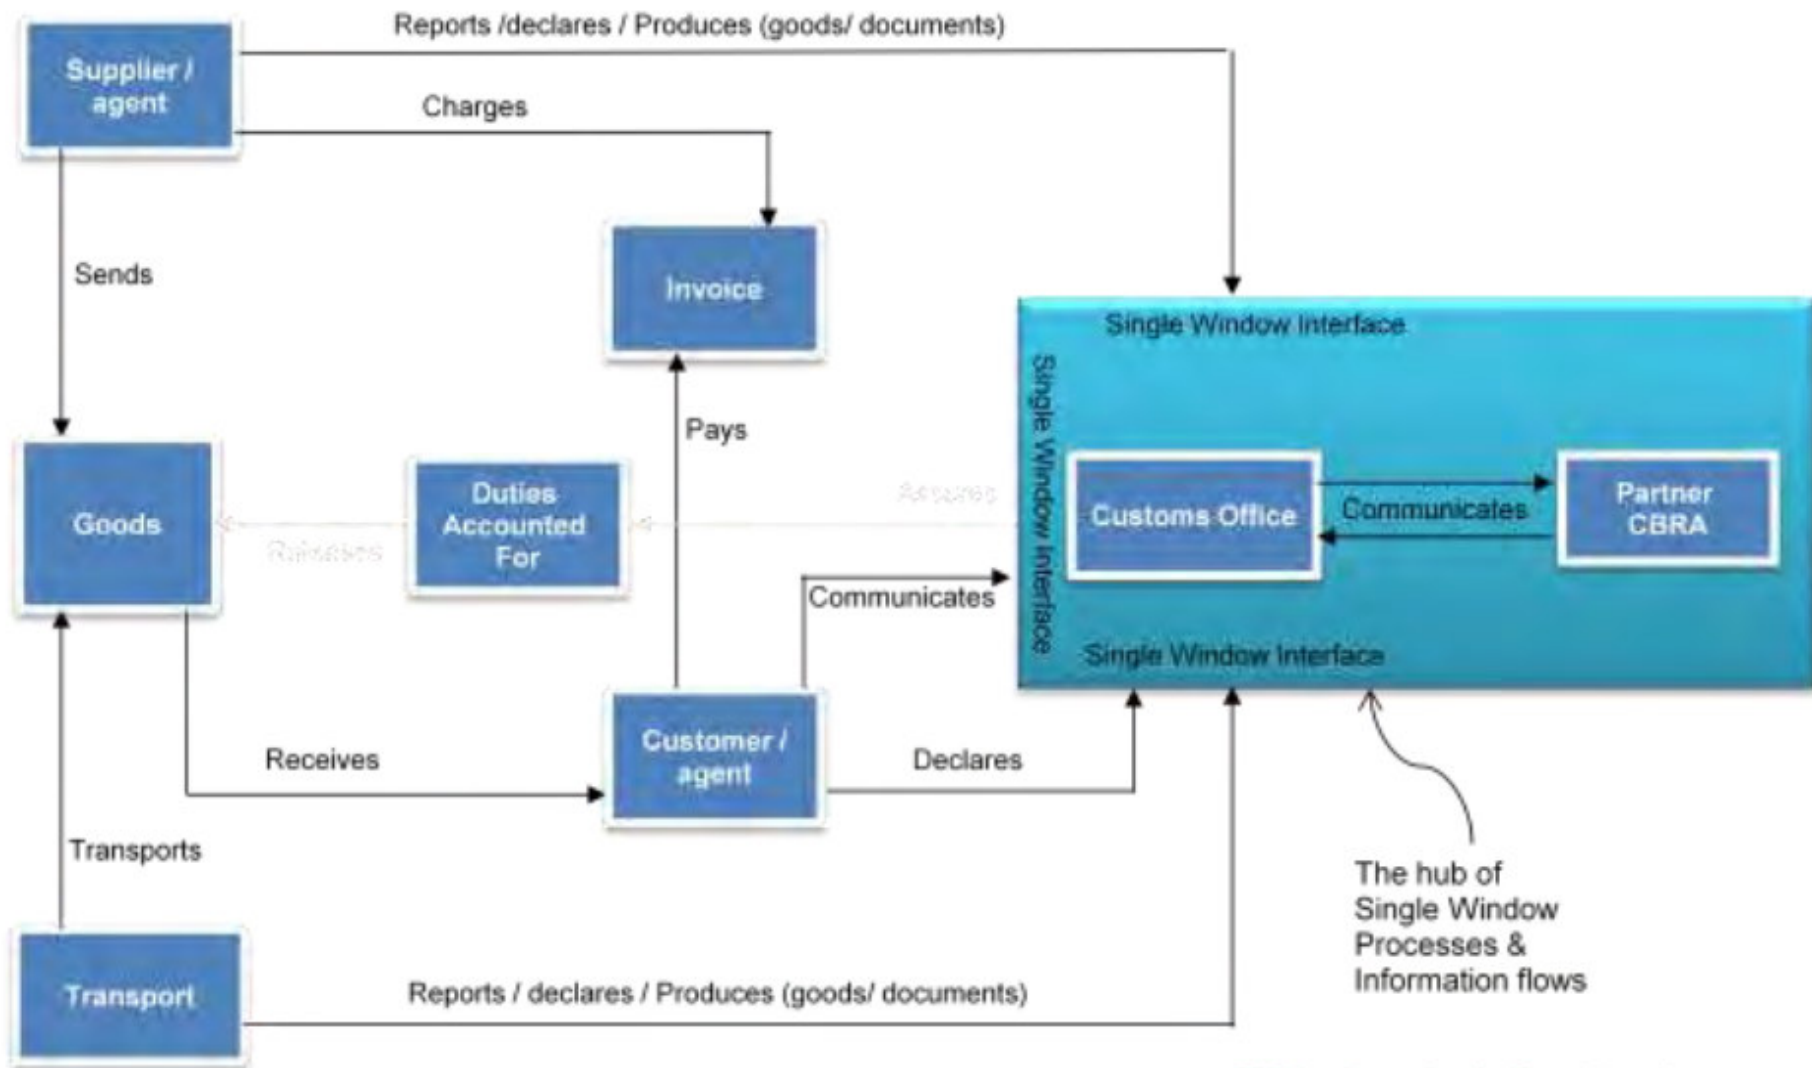 Reports /declares / Produces (goods/ documents)
Supplier /
agent
Charges
Sends
Invoice
Single Window Interface
Single Window Interface
Pays
Goods
Duties
Accounted
For
Assures
Customs Office
Communicates
Partner
CBRA
Communicates
Single Window Interface
Customer /
agent
Receives
Declares
Transports
The hub of
Single Window
Processes &
Information flows
Transport
Reports / declares / Produces (goods/ documents)